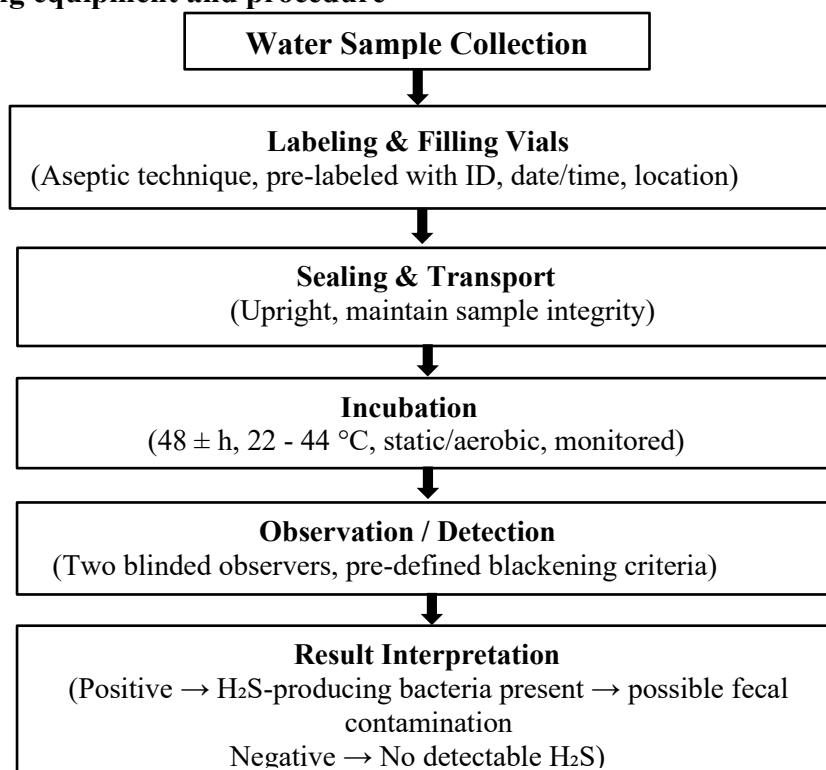 g equipment and procedure
Water Sample Collection
Labeling & Filling Vials
(Aseptic technique, pre-labeled with ID, date/time, location)
Sealing & Transport
(Upright, maintain sample integrity)
Incubation
(48 ± h, 22 - 44 °C, static/aerobic, monitored)
Observation / Detection
(Two blinded observers, pre-defined blackening criteria)
Result Interpretation
(Positive → H₂S-producing bacteria present → possible fecal
contamination
Negative → No detectable H₂S)